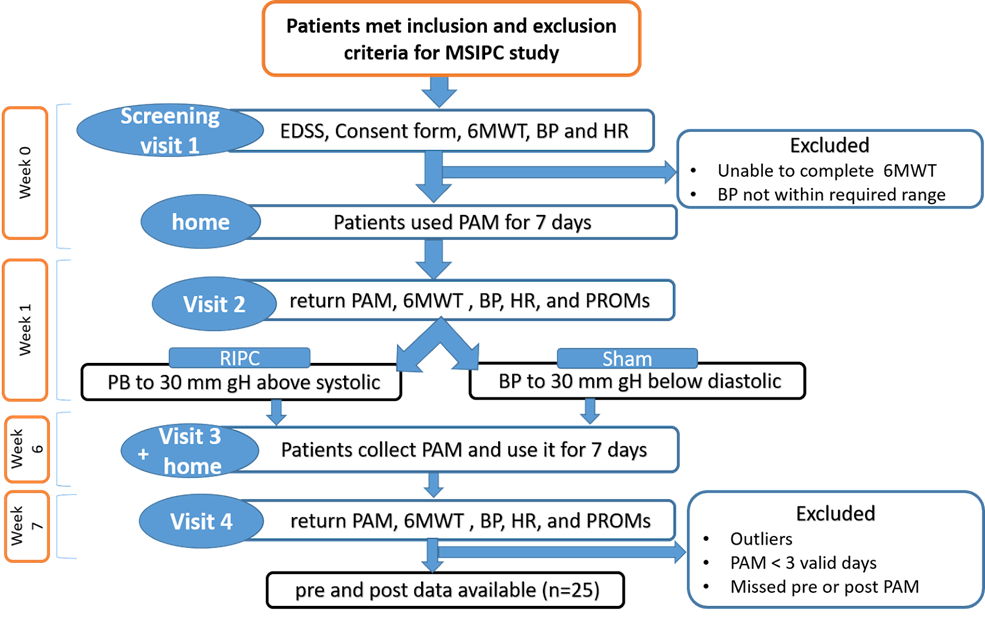 Patients met inclusion and exclusion
criteria for MSIPC study
Week 0
Screening
visit 1
EDSS, Consent form, 6MWT, BP and HR
Excluded
• Unable to complete 6MWT
• BP not within required range
home
Patients used PAM for 7 days
Week 1
Visit 2
return PAM, 6MWT , BP, HR, and PROMs
RIPC
PB to 30 mm gH above systolic
Sham
BP to 30 mm gH below diastolic
Week
6
Visit 3
+ home
Patients collect PAM and use it for 7 days
Week
7
Visit 4
return PAM, 6MWT , BP, HR, and PROMs
Excluded
• Outliers
• PAM < 3 valid days
• Missed pre or post PAM
pre and post data available (n=25)